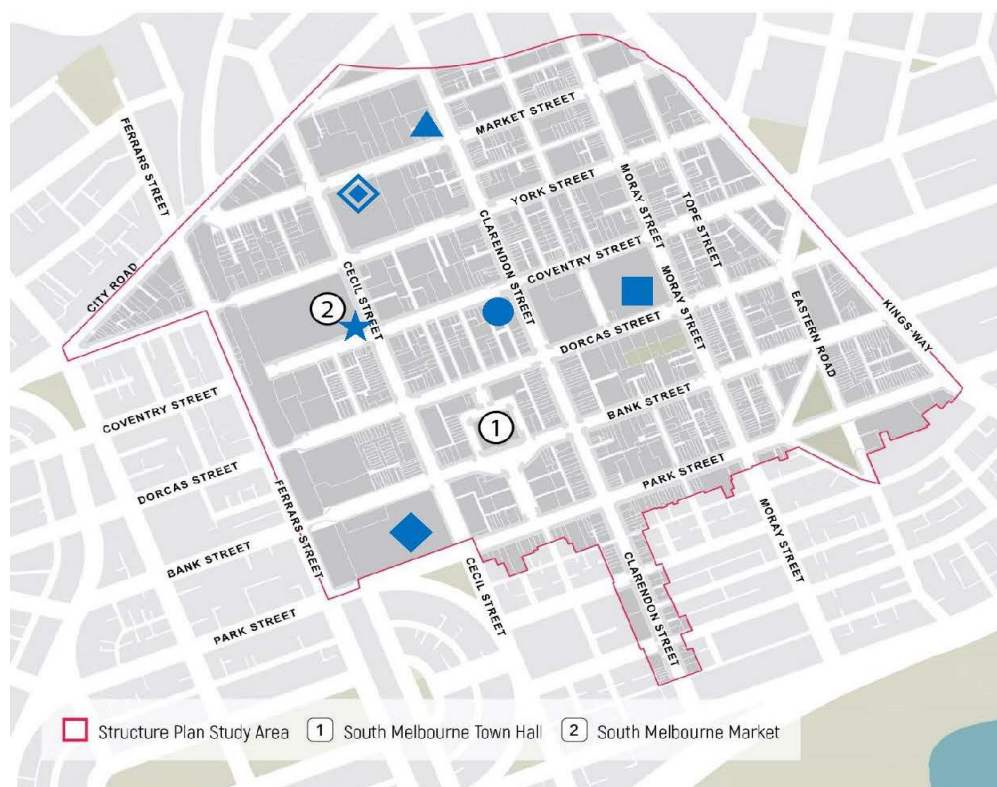 MARKET STREET
FERRARS STREET
YORK STREET
MORAY STREET
TOPE STREET
CLARENDON STREET
COVENTRY STREET
CECIL STREET
CITY ROAD
2
MORAY STREET
EASTERN ROAD
KINGS-WAY
DORCAS STREET
COVENTRY STREET
BANK STREET
1
DORCAS STREET
PARK STREET
FERRARS-STREET
BANK STREET
MORAY STREET
CECIL STREET
CLARENDON STREET
PARK STREET
Structure Plan Study Area 1 South Melbourne Town Hall 2 South Melbourne Market